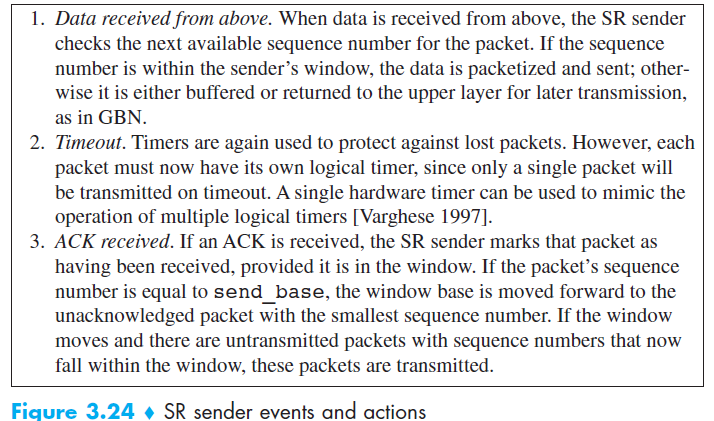 1. Data received from above. When data is received from above, the SR sender
checks the next available sequence number for the packet. If the sequence
number is within the sender’s window, the data is packetized and sent; other-
wise it is either buffered or returned to the upper layer for later transmission,
as in GBN.
2. Timeout. Timers are again used to protect against lost packets. However, each
packet must now have its own logical timer, since only a single packet will
be transmitted on timeout. A single hardware timer can be used to mimic the
operation of multiple logical timers [Varghese 1997].
3. ACK received. If an ACK is received, the SR sender marks that packet as
having been received, provided it is in the window. If the packet’s sequence
number is equal to send_base, the window base is moved forward to the
unacknowledged packet with the smallest sequence number. If the window
moves and there are untransmitted packets with sequence numbers that now
fall within the window, these packets are transmitted.
Figure 3.24 ♦ SR sender events and actions